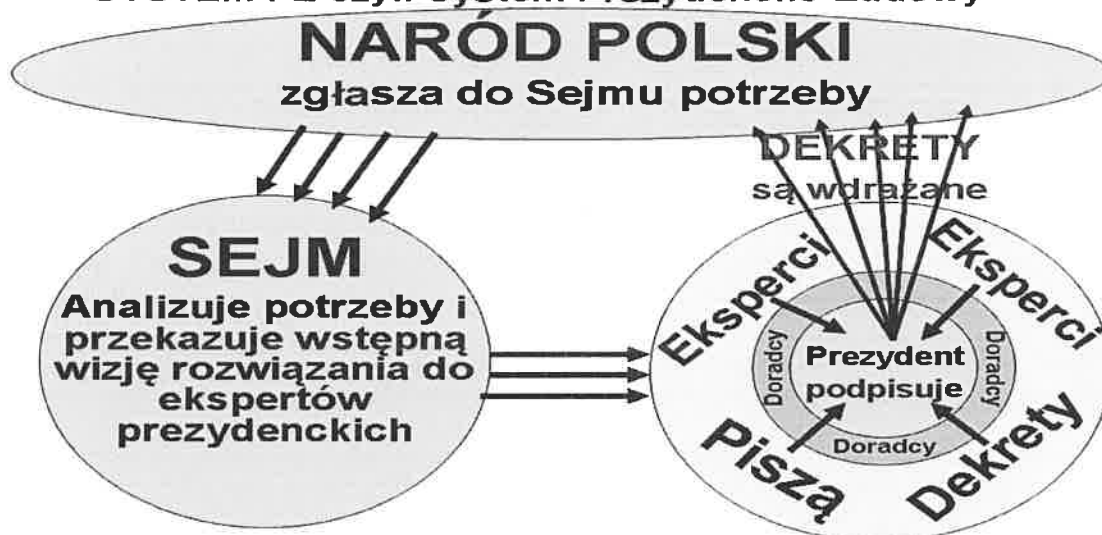 NARÓD POLSKI
zgłasza do Sejmu potrzeby
DEKRETY
są wdrażane
SEJM
Analizuje potrzeby i
przekazuje wstępną
wizję rozwiązania do
ekspertów
prezydenckich
Eksperci
Eksperci
Doradcy
Prezydent
podpisuje
Doradcy
Doradcy
Piszą
Dekrety